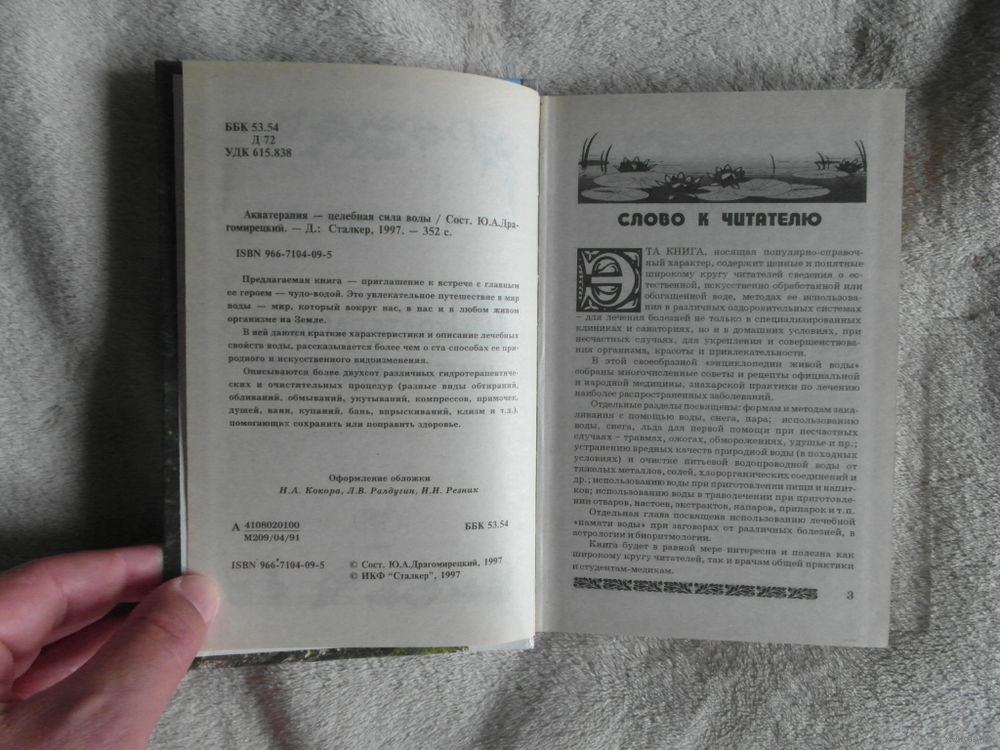 ББК 53.54
Д 72
УДК 615.838
Акватерапия — целебная сила воды / Сост. Ю.А.Дра-
гомирецкий. — Д.: Сталкер, 1997. — 352 с.
ISBN 966-7104-09-5
Предлагаемая книга — приглашение к встрече с главным
ее героем — чудо-водой. Это увлекательное путешествие в мир
воды — мир, который вокруг нас, в нас и в любом живом
организме на Земле.
В ней даются краткие характеристики и описание лечебных
свойств воды, рассказывается более чем о ста способах ее при-
родного и искусственного видоизменения.
Описываются более двухсот различных гидротерапевтиче-
ских и очистительных процедур (разные виды обтираний,
обливаний, обмываний, укутываний, компрессов, примочек,
душей, ванн, купаний, бань, впрыскиваний, клизм и т.д.),
помогающих сохранить или поправить здоровье.
Оформление обложки
Н.А. Кокора, Л.В. Ралдугин, И.И. Резник
А 4108020100
М209/04/91
ББК 53.54
ISBN 966-7104-09-5
© Сост. Ю.А.Драгомирецкий, 1997
© ИКФ "Сталкер", 1997
СЛОВО К ЧИТАТЕЛЮ
ЭТА КНИГА, носящая популярно-справоч-
ный характер, содержит ценные и понятные
широкому кругу читателей сведения о ес-
тественной, искусственно обработанной или
обогащенной воде, методах ее использова-
ния в различных оздоровительных системах
– для лечения болезней не только в специализированных
клиниках и санаториях, но и в домашних условиях, при
несчастных случаях, для укрепления и совершенствова-
ния организма, красоты и привлекательности.
В этой своеобразной «энциклопедии живой воды»
собраны многочисленные советы и рецепты официальной
и народной медицины, знахарской практики по лечению
наиболее распространенных заболеваний.
Отдельные разделы посвящены: формам и методам зака-
ливания с помощью воды, снега, пара; использованию
воды, снега, льда для первой помощи при несчастных
случаях – травмах, ожогах, обморожениях, удушье и пр.;
устранению вредных качеств природной воды (в походных
условиях) и очистке питьевой водопроводной воды от
тяжелых металлов, солей, хлорорганических соединений и
др.; использованию воды при приготовлении пищи и напит-
ков; использованию воды в траволечении при приготовле-
нии отваров, настоев, экстрактов, напаров, припарок и т.п.
Отдельная глава посвящена использованию лечебной
«памяти воды» при заговорах от различных болезней, в
астрологии и биоритмологии.
Книга будет в равной мере интересна и полезна как
широкому кругу читателей, так и врачам общей практики
и студентам-медикам.
3